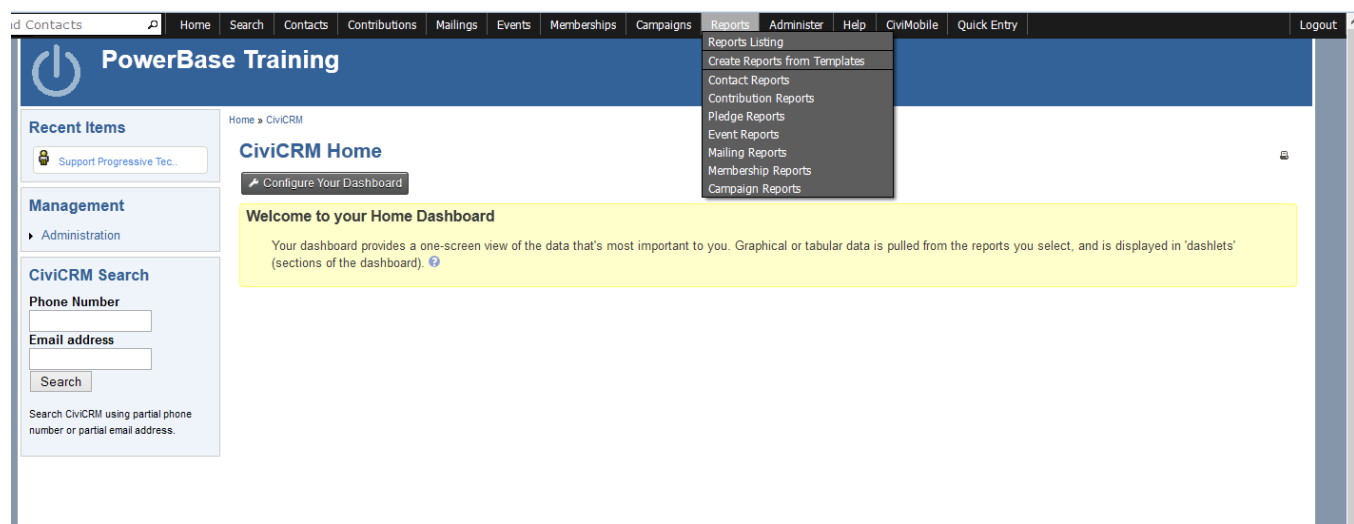 d Contacts
Home Search Contacts Contributions Mailings Events Memberships Campaigns Reports Administer Help CiviMobile Quick Entry Logout
Reports Listing
Create Reports from Templates
Contact Reports
Contribution Reports
Pledge Reports
Event Reports
Mailing Reports
Membership Reports
Campaign Reports
PowerBase Training
Recent Items
Support Progressive Tec..
Management
Administration
CiviCRM Search
Phone Number
Email address
Search
Search CiviCRM using partial phone
number or partial email address.
Home » CiviCRM
CiviCRM Home
Configure Your Dashboard
Welcome to your Home Dashboard
Your dashboard provides a one-screen view of the data that's most important to you. Graphical or tabular data is pulled from the reports you select, and is displayed in 'dashlets'
(sections of the dashboard). ?